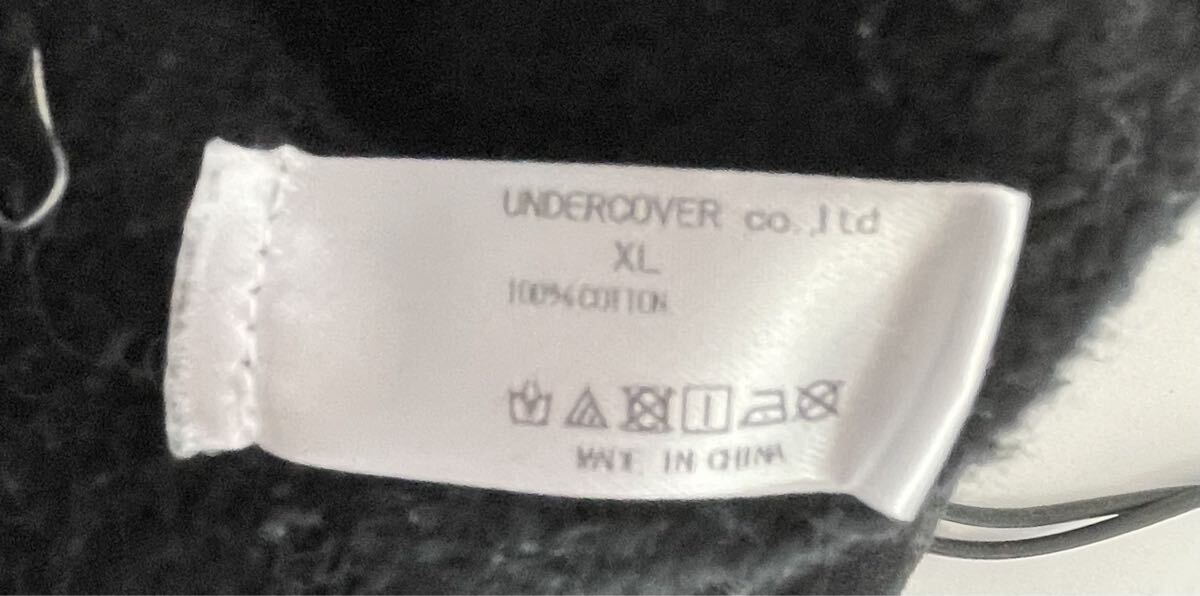 UNDERCOVER co.,ltd
XL
100%COTTON
MADE IN CHINA